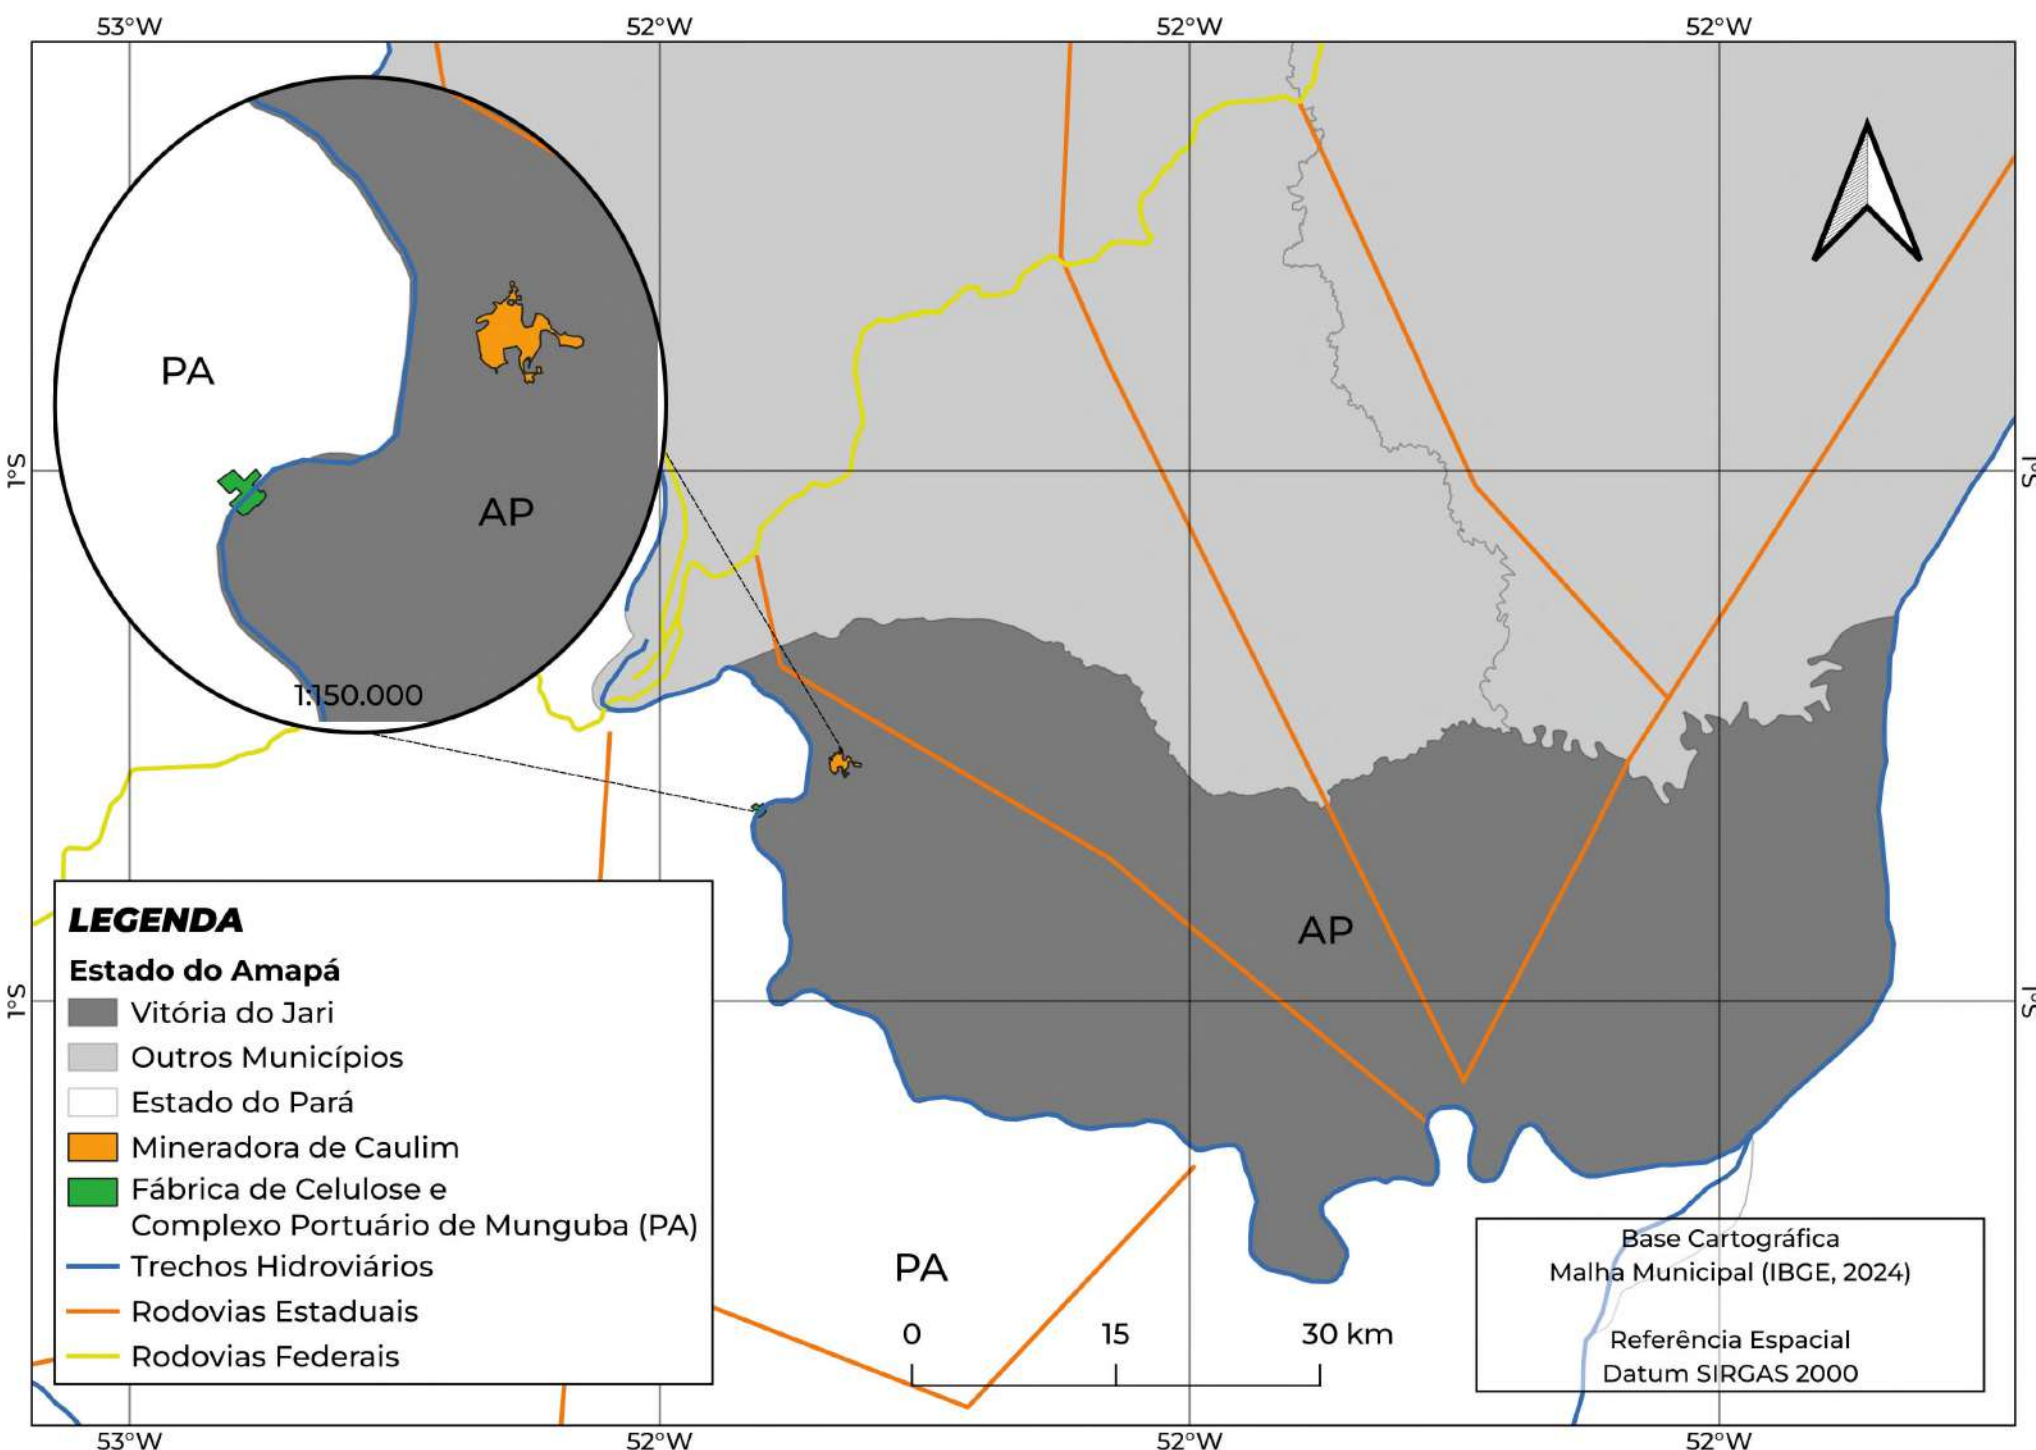 53°W
52°W
52°W
52°W
PA
AP
1:150.000
1°S
1°S
1°S
1°S
AP
PA
LEGENDA
Estado do Amapá
Vitória do Jari
Outros Municípios
Estado do Pará
Mineradora de Caulim
Fábrica de Celulose e
Complexo Portuário de Munguba (PA)
Trechos Hidroviários
Rodovias Estaduais
Rodovias Federais
0
15
30 km
Base Cartográfica
Malha Municipal (IBGE, 2024)
Referência Espacial
Datum SIRGAS 2000
53°W
52°W
52°W
52°W